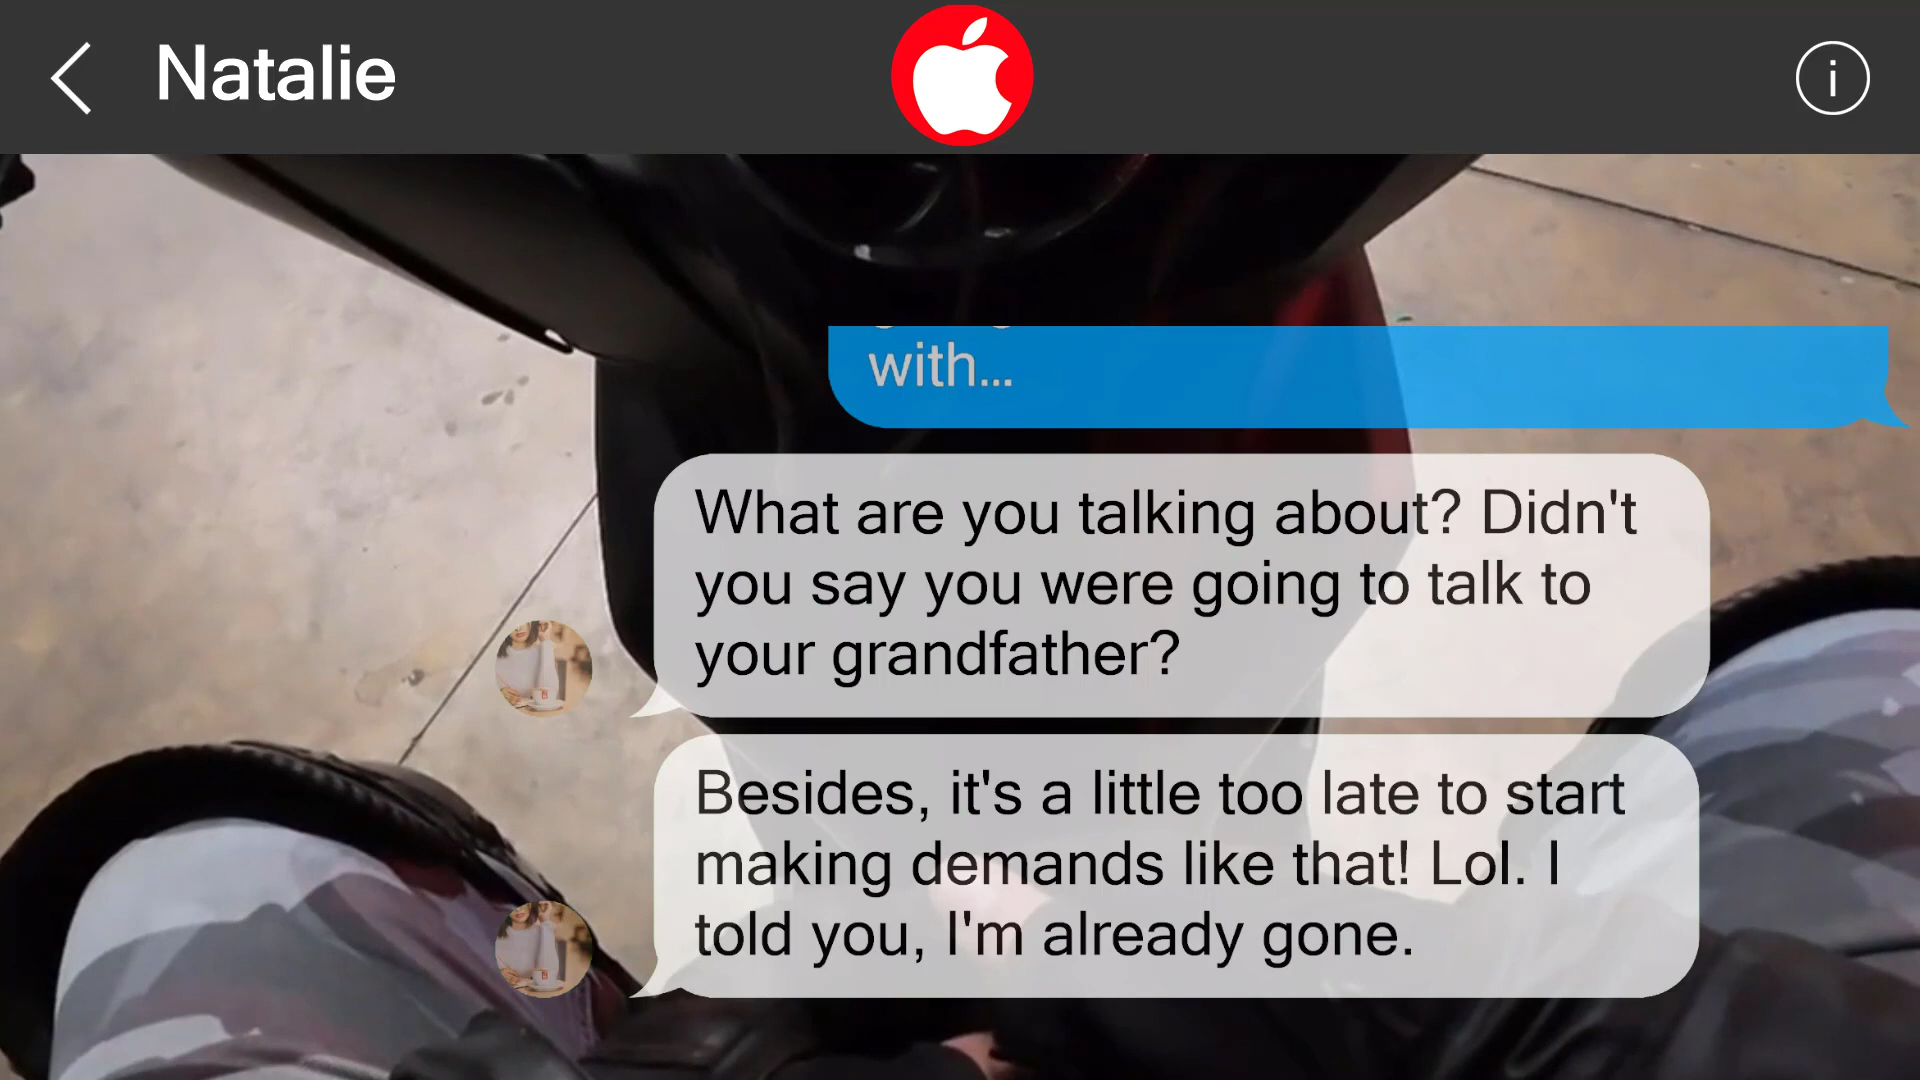 Natalie
with...
What are you talking about? Didn't
you say you were going to talk to
your grandfather?
Besides, it's a little too late to start
making demands like that! Lol. I
told you, I'm already gone.